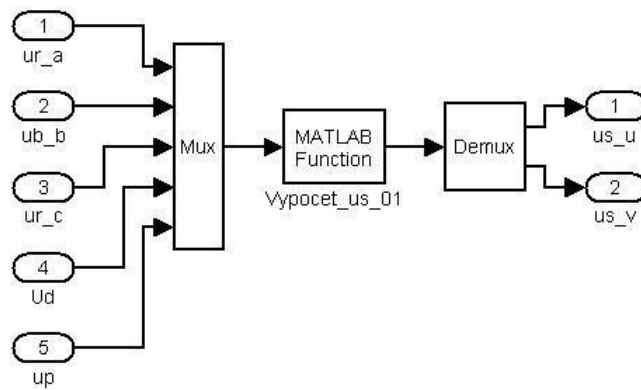 1
ur_a
2
ub_b
3
ur_c
4
Ud
5
up
Mux
MATLAB
Function
Vypocet_us_01
Demux
1
us_u
2
us_v